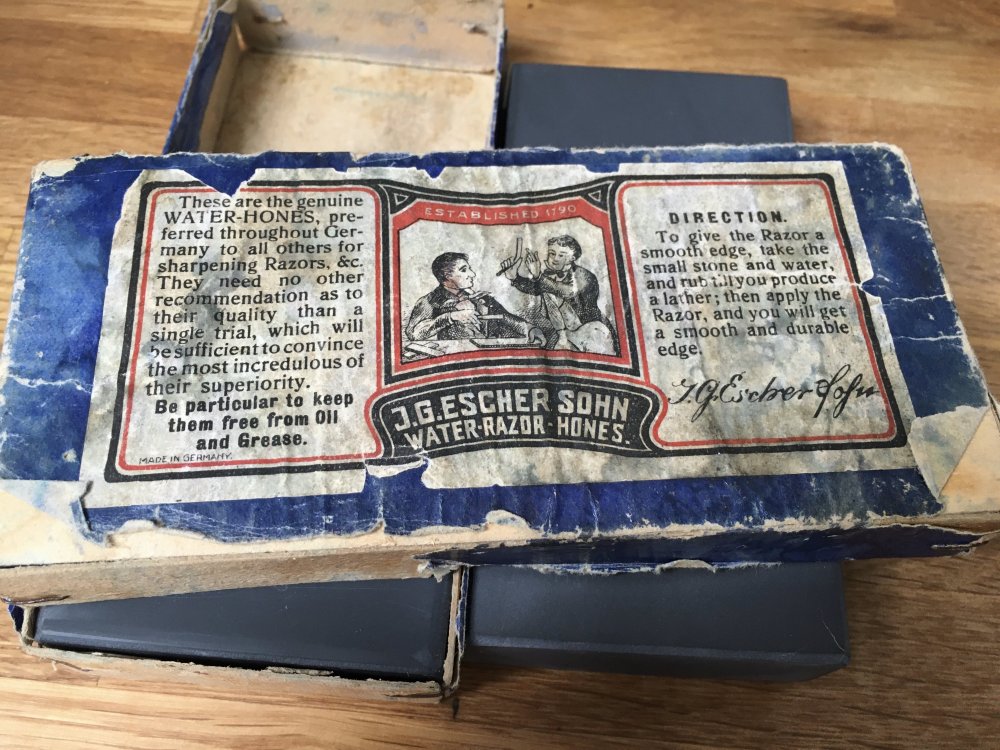 These are the genuine
WATER-HONES, pre-
ferred throughout Ger-
many to all others for
sharpening Razors, &c.
They need no other
recommendation as to
their quality than a
single trial, which will
be sufficient to convince
the most incredulous of
their superiority.
Be particular to keep
them free from Oil
and Grease.
MADE IN GERMANY.
ESTABLISHED 1790
J.G.ESCHER SOHN
WATER-RAZOR-HONES.
DIRECTION.
To give the Razor a
smooth edge, take the
small stone and water,
and rub till you produce
a lather; then apply the
Razor, and you will get
a smooth and durable
edge.
J.G.Escher Sohn